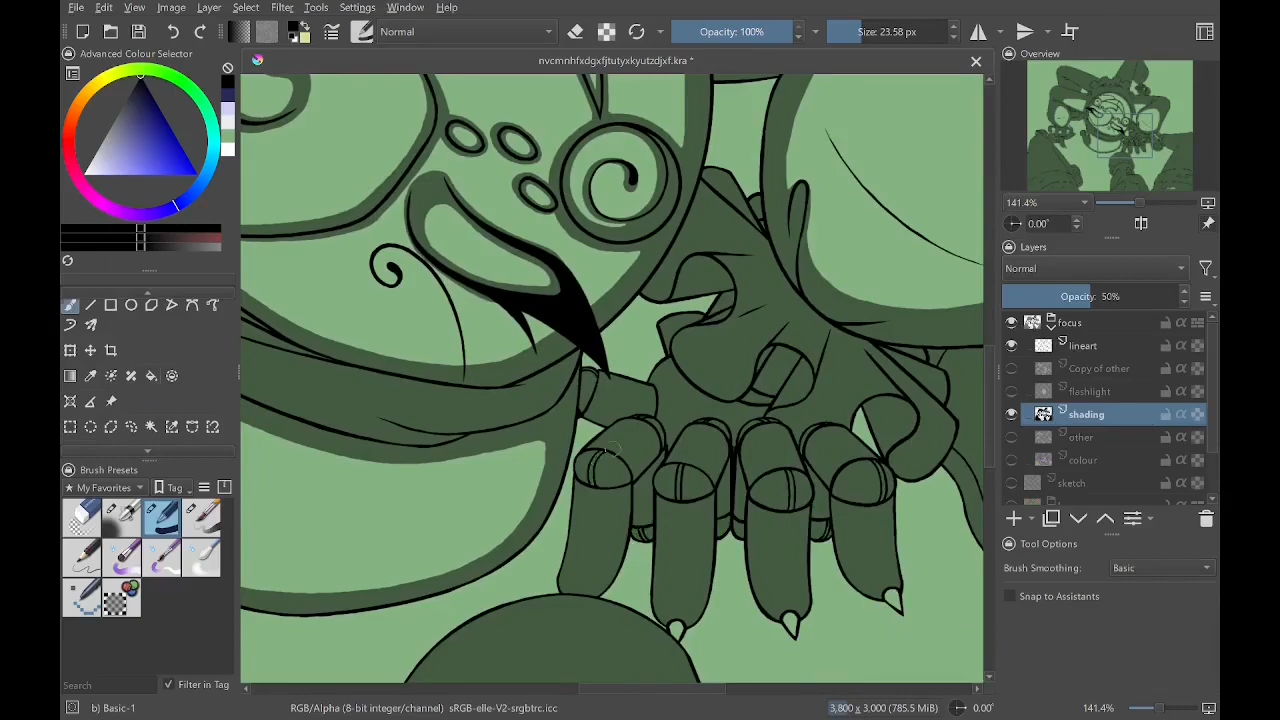 File Edit View Image Layer Select Filter Tools Settings Window Help
Normal
Opacity: 100%
Size: 23.58 px
Advanced Colour Selector
nvcmnhfxdgxfjtutyxkyutzdjxf.kra *
Overview
141.4%
0.00°
Layers
Normal
Opacity: 50%
focus
lineart
Copy of other
flashlight
shading
other
colour
sketch
Tool Options
Brush Smoothing: Basic
Snap to Assistants
Brush Presets
My Favorites
Tag
Search
Filter in Tag
b) Basic-1
RGB/Alpha (8-bit integer/channel) sRGB-elle-V2-srgbtrc.icc
3,800 x 3,000 (785.5 MiB)
0.00°
141.4%